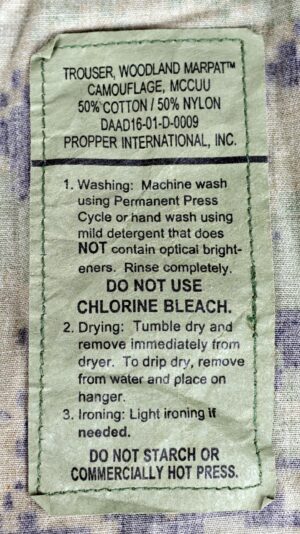 TROUSER, WOODLAND MARPAT™
CAMOUFLAGE, MCCUU
50% COTTON / 50% NYLON
DAAD16-01-D-0009
PROPPER INTERNATIONAL, INC.
1. Washing: Machine wash
using Permanent Press
Cycle or hand wash using
mild detergent that does
NOT contain optical bright-
eners. Rinse completely.
DO NOT USE
CHLORINE BLEACH.
2. Drying: Tumble dry and
remove immediately from
dryer. To drip dry, remove
from water and place on
hanger.
3. Ironing: Light ironing if
needed.
DO NOT STARCH OR
COMMERCIALLY HOT PRESS.